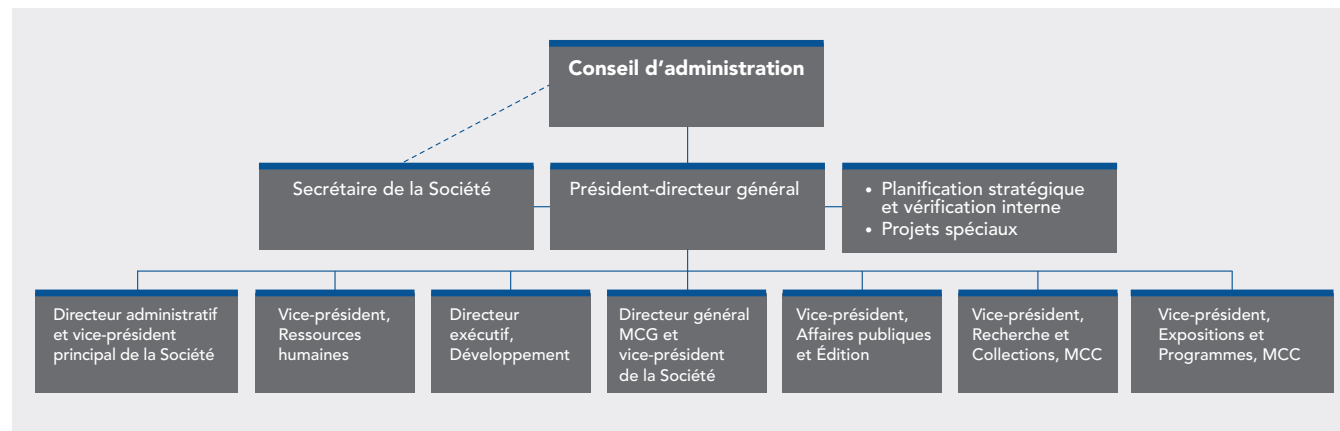 Conseil d'administration
Secrétaire de la Société
Président-directeur général
• Planification stratégique
et vérification interne
• Projets spéciaux
Directeur administratif
et vice-président
principal de la Société
Vice-président,
Ressources
humaines
Directeur
exécutif,
Développement
Directeur général
MCG et
vice-président
de la Société
Vice-président,
Affaires publiques
et Édition
Vice-président,
Recherche et
Collections, MCC
Vice-président,
Expositions et
Programmes, MCC